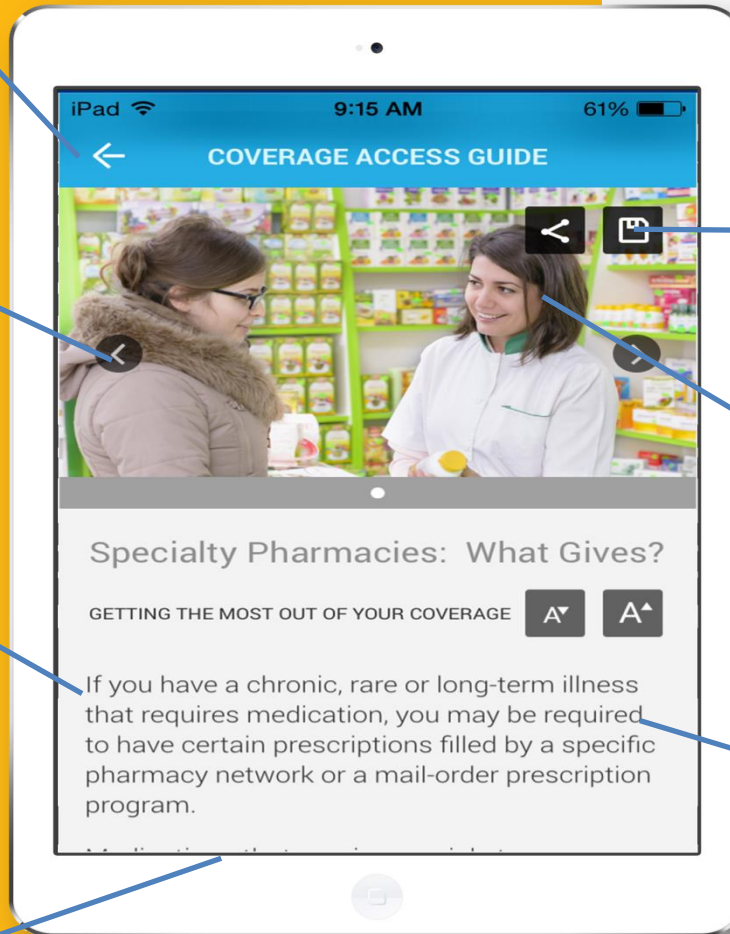 iPad 9:15 AM 61%
COVERAGE ACCESS GUIDE
Specialty Pharmacies: What Gives?
GETTING THE MOST OUT OF YOUR COVERAGE A A
If you have a chronic, rare or long-term illness
that requires medication, you may be required
to have certain prescriptions filled by a specific
pharmacy network or a mail-order prescription
program.